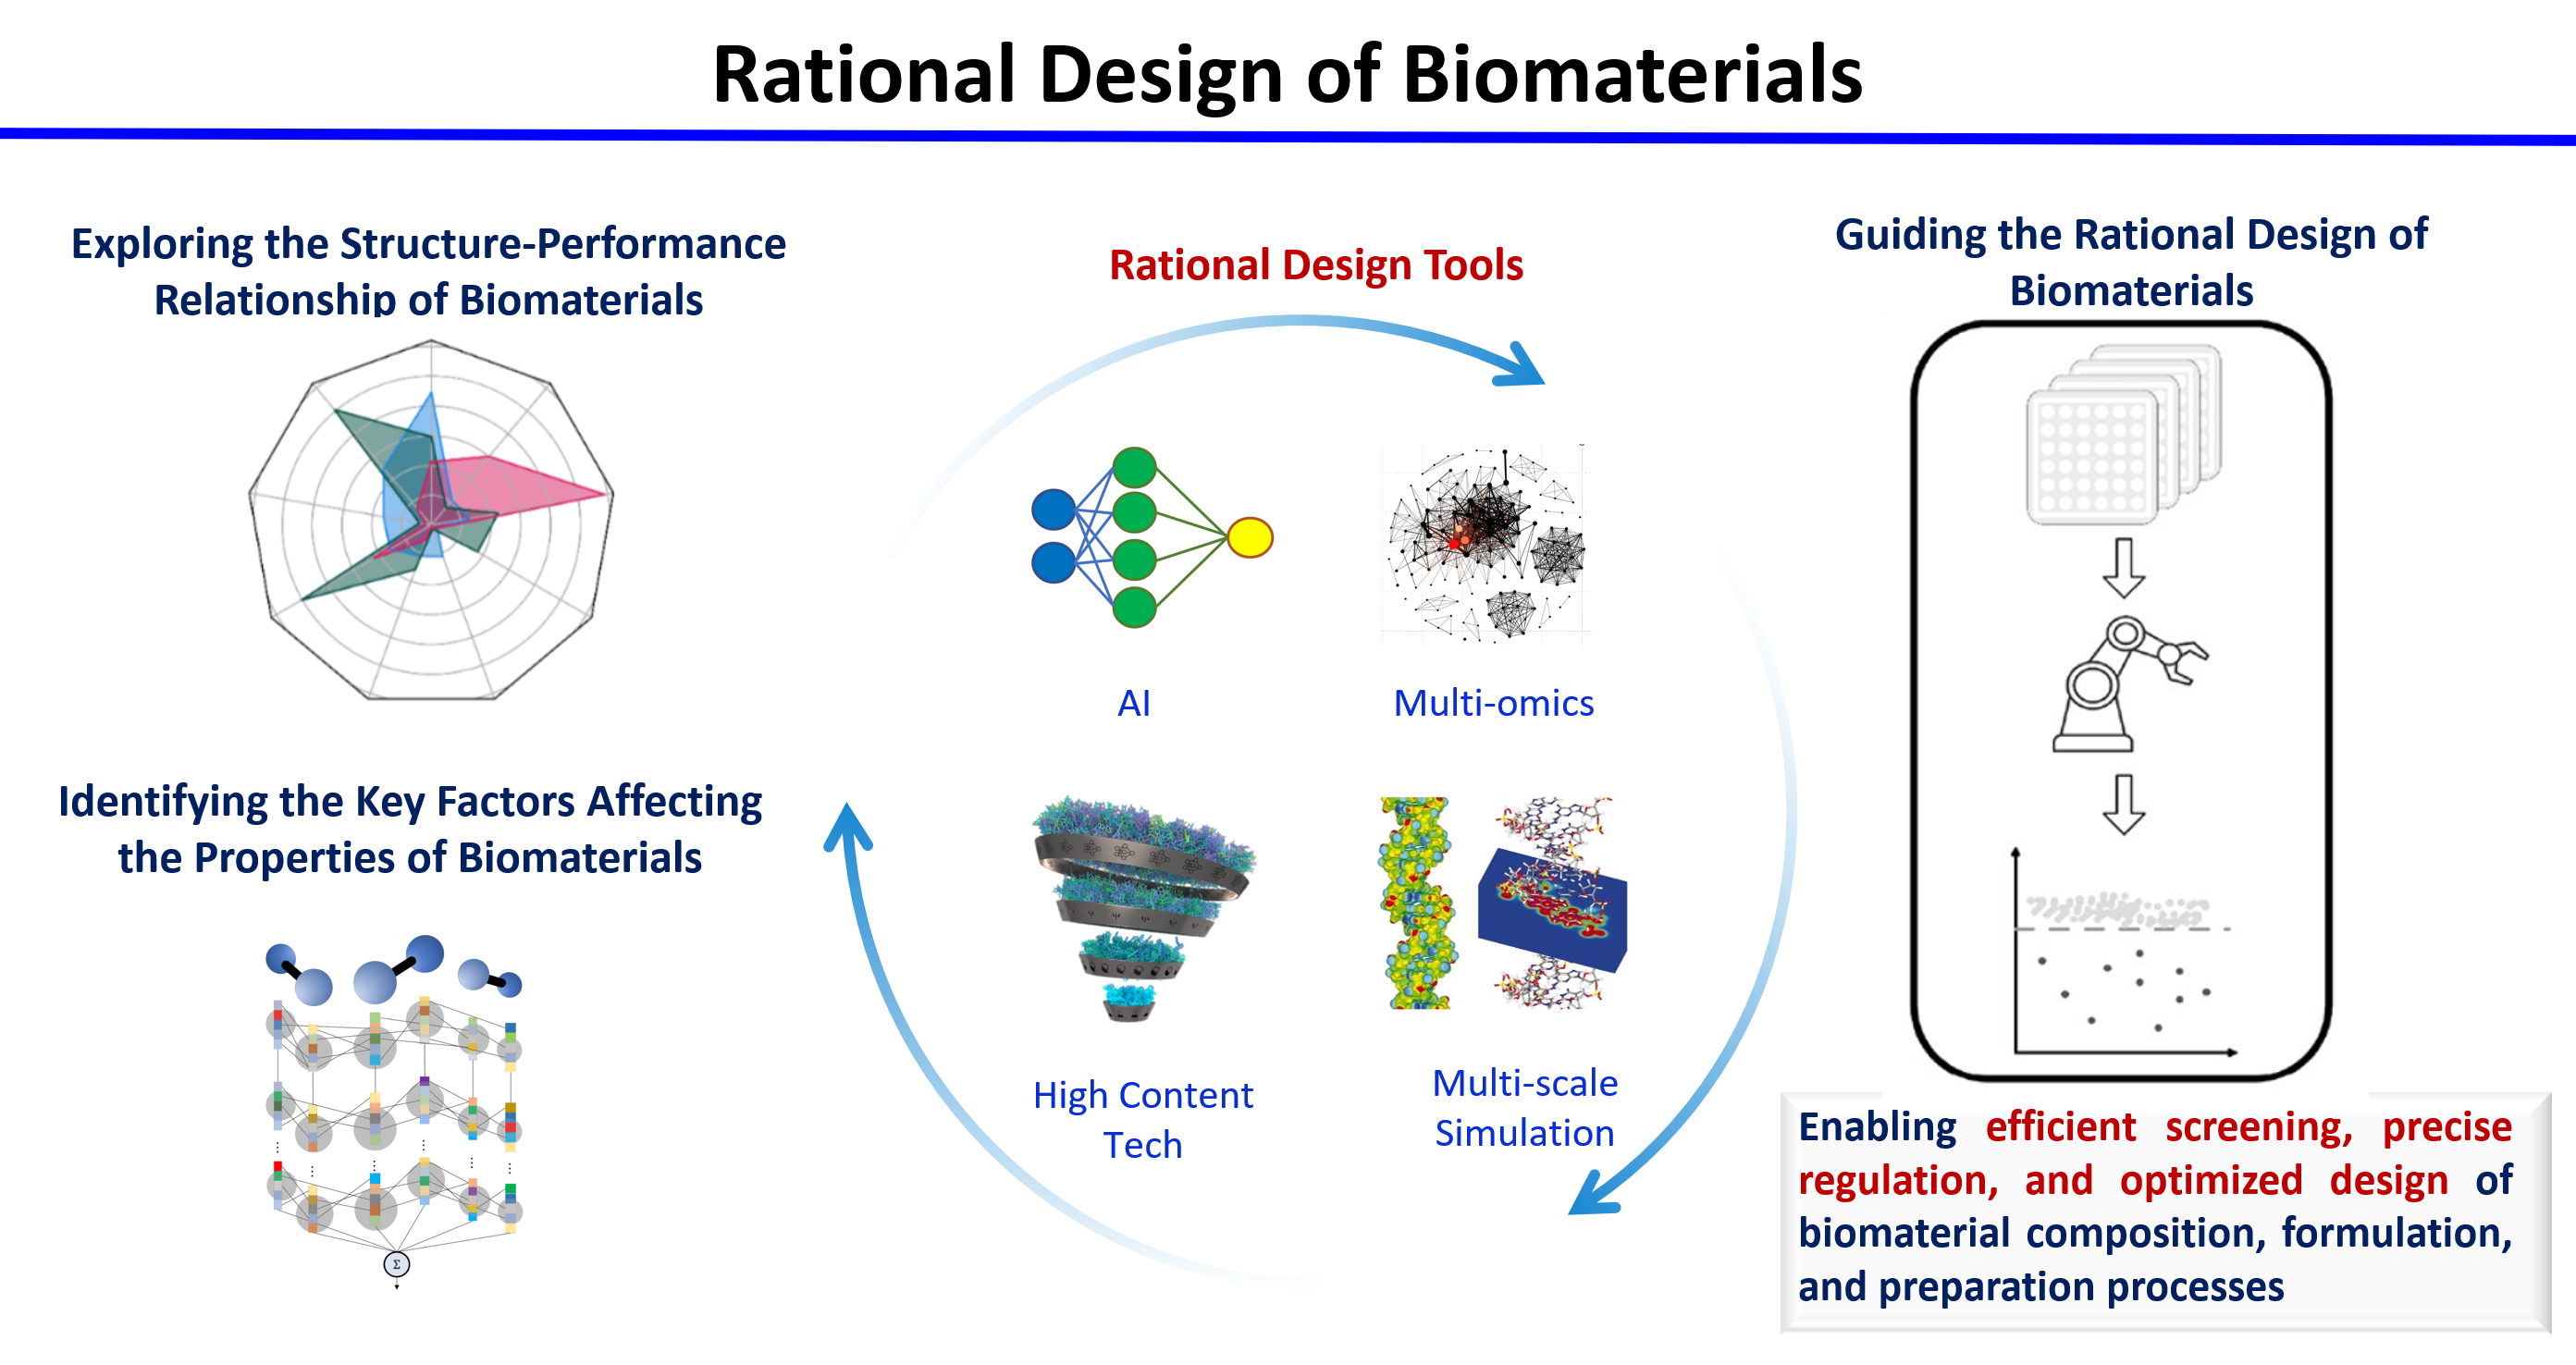 Rational Design of Biomaterials
Exploring the Structure-Performance
Relationship of Biomaterials
Identifying the Key Factors Affecting
the Properties of Biomaterials
Σ
Rational Design Tools
AI
Multi-omics
High Content
Tech
Multi-scale
Simulation
Guiding the Rational Design of
Biomaterials
Enabling efficient screening, precise
regulation, and optimized design of
biomaterial composition, formulation,
and preparation processes